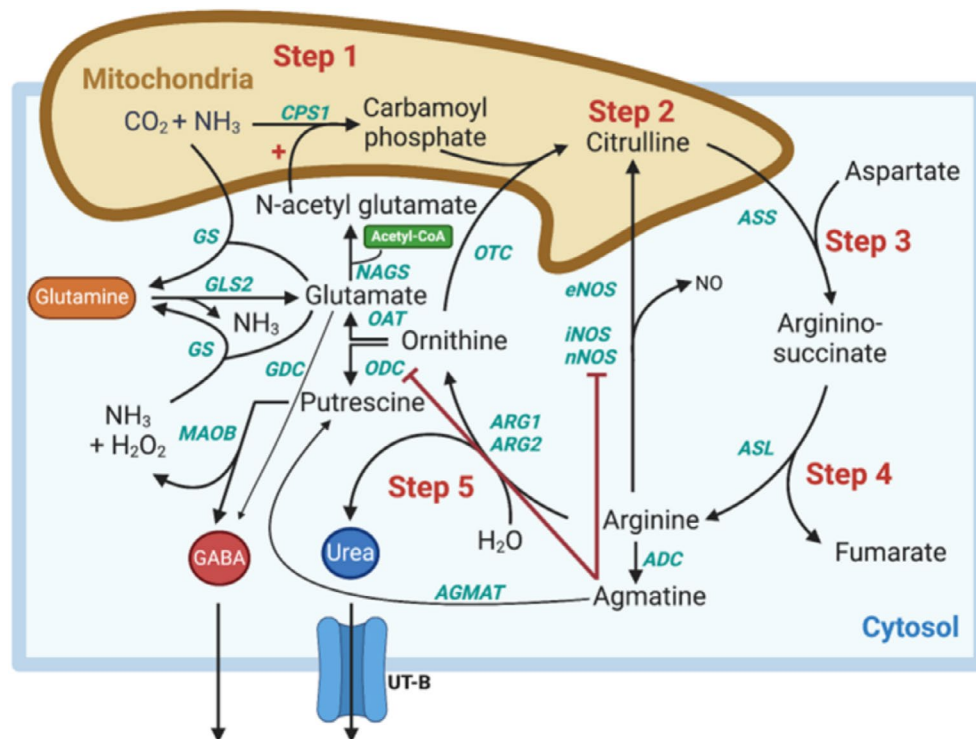 Step 1
Mitochondria
CO₂ + NH₃
CPS1
Carbamoyl
phosphate
+
Step 2
Citrulline
Aspartate
N-acetyl glutamate
Acetyl-CoA
NAGS
OTC
ASS
Step 3
GS
Glutamine
GLS2
Glutamate
NH₃
OAT
eNOS
NO
iNOS
nNOS
Arginino-
succinate
GS
GDC
Ornithine
ODC
Putrescine
NH₃
+ H₂O₂
MAOB
ARG1
ARG2
ASL
Step 4
Step 5
H₂O
Arginine
Fumarate
GABA
Urea
ADC
AGMAT
Agmatine
Cytosol
UT-B